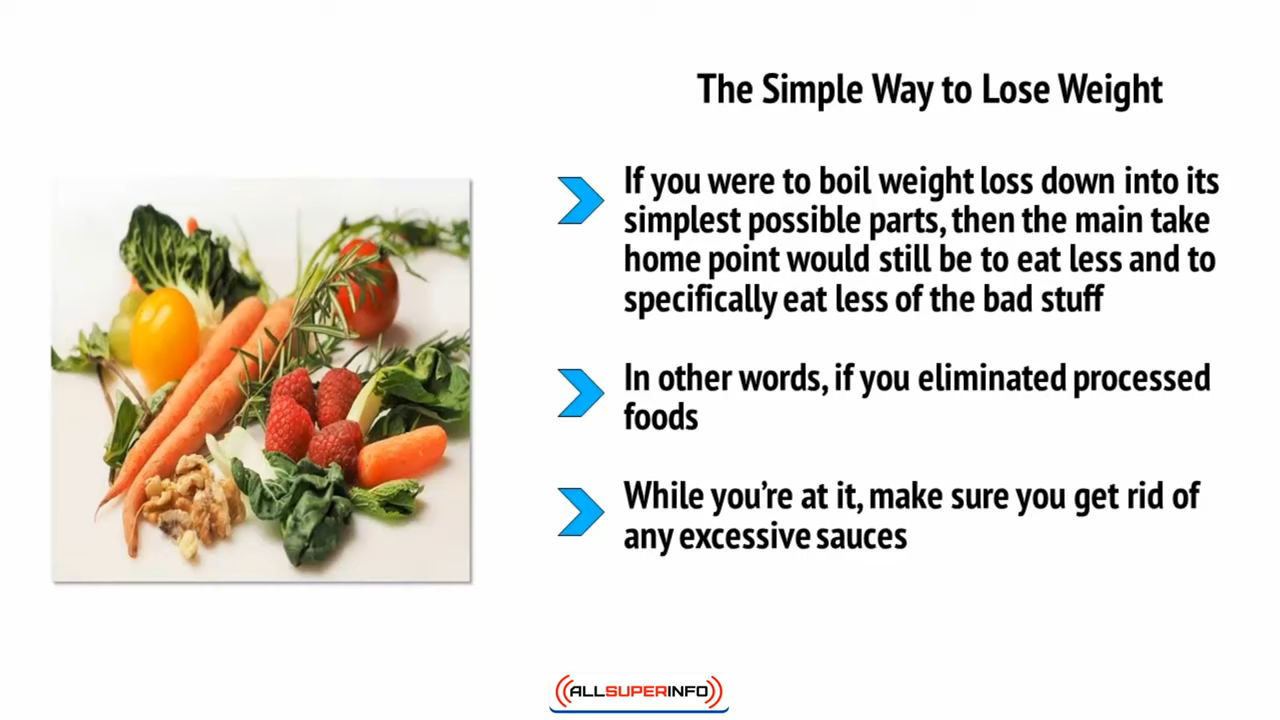 The Simple Way to Lose Weight
If you were to boil weight loss down into its
simplest possible parts, then the main take
home point would still be to eat less and to
specifically eat less of the bad stuff
In other words, if you eliminated processed
foods
While you’re at it, make sure you get rid of
any excessive sauces
ALLSUPERINFO